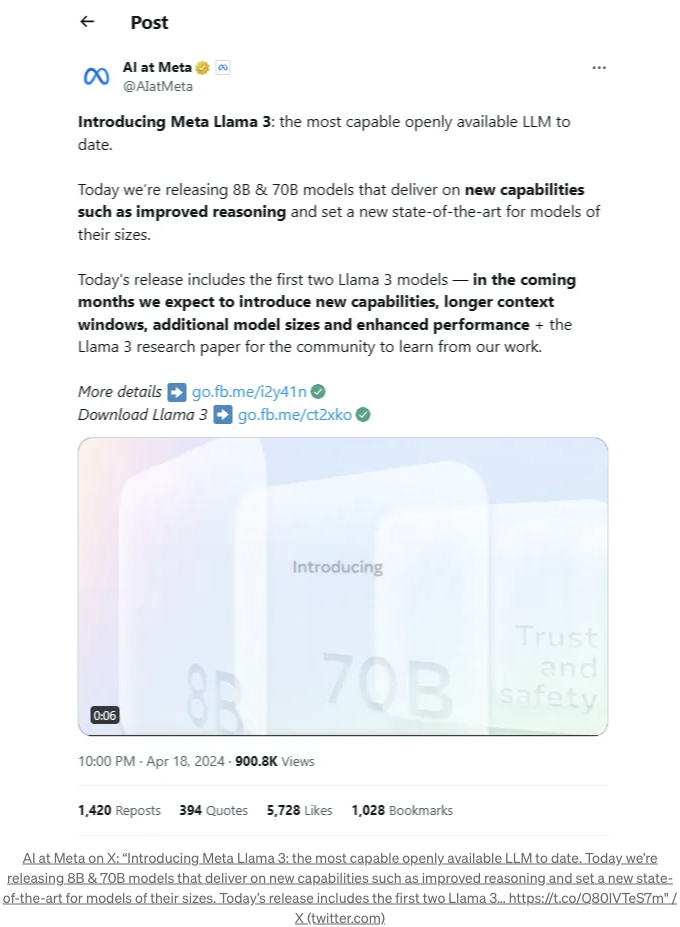 Post
AI at Meta
@AIatMeta
Introducing Meta Llama 3: the most capable openly available LLM to
date.
Today we're releasing 8B & 70B models that deliver on new capabilities
such as improved reasoning and set a new state-of-the-art for models of
their sizes.
Today's release includes the first two Llama 3 models — in the coming
months we expect to introduce new capabilities, longer context
windows, additional model sizes and enhanced performance + the
Llama 3 research paper for the community to learn from our work.
More details ➡️ go.fb.me/i2y41n
Download Llama 3 ➡️ go.fb.me/ct2xko
Introducing
8B
70B
Trust
and
safety
0:06
10:00 PM · Apr 18, 2024 · 900.8K Views
1,420 Reposts 394 Quotes 5,728 Likes 1,028 Bookmarks
AI at Meta on X: “Introducing Meta Llama 3: the most capable openly available LLM to date. Today we're
releasing 8B & 70B models that deliver on new capabilities such as improved reasoning and set a new state-
of-the-art for models of their sizes. Today's release includes the first two Llama 3… https://t.co/Q80lVTeS7m" /
X (twitter.com)